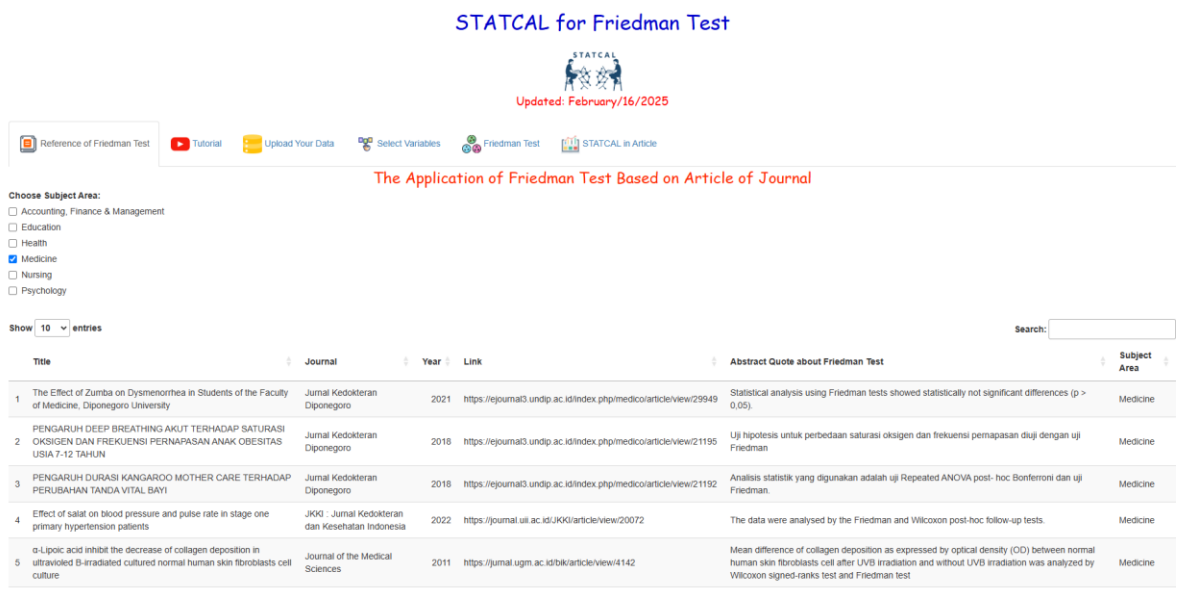 STATCAL for Friedman Test
STATCAL
Updated: February/16/2025
Reference of Friedman Test Tutorial Upload Your Data Select Variables Friedman Test STATCAL in Article
The Application of Friedman Test Based on Article of Journal
Choose Subject Area:
Accounting, Finance & Management
Education
Health
Medicine
Nursing
Psychology
Show 10 entries
Search:
Title Journal Year Link Abstract Quote about Friedman Test Subject
Area
1 The Effect of Zumba on Dysmenorrhea in Students of the Faculty
of Medicine, Diponegoro University
Jurnal Kedokteran
Diponegoro
2021 https://ejournal3.undip.ac.id/index.php/medico/article/view/29949
Statistical analysis using Friedman tests showed statistically not significant differences (p >
0,05).
Medicine
2 PENGARUH DEEP BREATHING AKUT TERHADAP SATURASI
OKSIGEN DAN FREKUENSI PERNAPASAN ANAK OBESITAS
USIA 7-12 TAHUN
Jurnal Kedokteran
Diponegoro
2018 https://ejournal3.undip.ac.id/index.php/medico/article/view/21195
Uji hipotesis untuk perbedaan saturasi oksigen dan frekuensi pernapasan diuji dengan uji
Friedman
Medicine
3 PENGARUH DURASI KANGAROO MOTHER CARE TERHADAP
PERUBAHAN TANDA VITAL BAYI
Jurnal Kedokteran
Diponegoro
2018 https://ejournal3.undip.ac.id/index.php/medico/article/view/21192
Analisis statistik yang digunakan adalah uji Repeated ANOVA post- hoc Bonferroni dan uji
Friedman.
Medicine
4 Effect of salat on blood pressure and pulse rate in stage one
primary hypertension patients
JKKI : Jurnal Kedokteran
dan Kesehatan Indonesia
2022 https://journal.uii.ac.id/JKKI/article/view/20072
The data were analysed by the Friedman and Wilcoxon post-hoc follow-up tests.
Medicine
5 α-Lipoic acid inhibit the decrease of collagen deposition in
ultravioled B-irradiated cultured normal human skin fibroblasts cell
culture
Journal of the Medical
Sciences
2011 https://jurnal.ugm.ac.id/bik/article/view/4142
Mean difference of collagen deposition as expressed by optical density (OD) between normal
human skin fibroblasts cell after UVB irradiation and without UVB irradiation was analyzed by
Wilcoxon signed-ranks test and Friedman test
Medicine